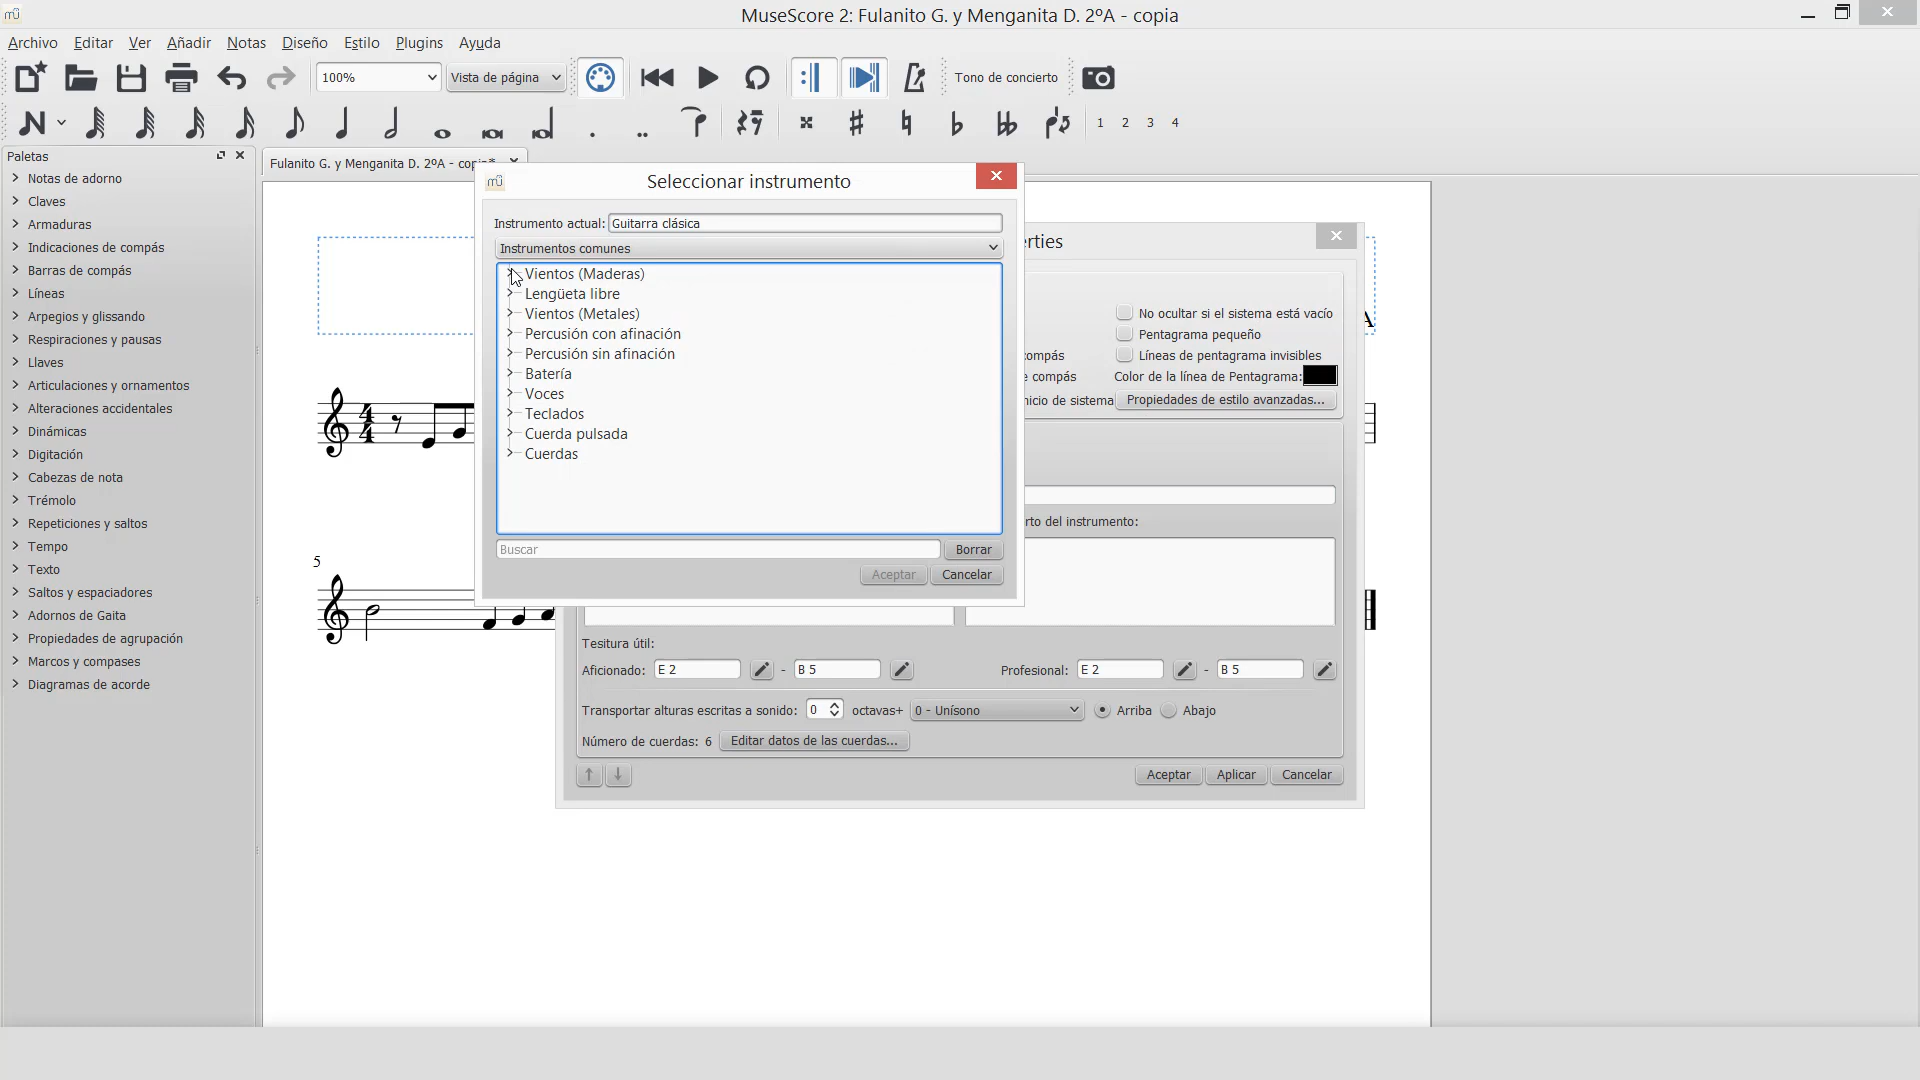 MuseScore 2: Fulanito G. y Menganita D. 2ºA - copia
Archivo Editar Ver Añadir Notas Diseño Estilo Plugins Ayuda
100% Vista de página Tono de concierto
1 2 3 4
Paletas
Notas de adorno
Claves
Armaduras
Indicaciones de compás
Barras de compás
Líneas
Arpegios y glissando
Respiraciones y pausas
Llaves
Articulaciones y ornamentos
Alteraciones accidentales
Dinámicas
Digitación
Cabezas de nota
Trémolo
Repeticiones y saltos
Tempo
Texto
Saltos y espaciadores
Adornos de Gaita
Propiedades de agrupación
Marcos y compases
Diagramas de acorde
Fulanito G. y Menganita D. 2ºA - copia*
5
Seleccionar instrumento
Instrumento actual: Guitarra clásica
Instrumentos comunes
Vientos (Maderas)
Lengüeta libre
Vientos (Metales)
Percusión con afinación
Percusión sin afinación
Batería
Voces
Teclados
Cuerda pulsada
Cuerdas
Buscar Borrar
Aceptar Cancelar
erties
No ocultar si el sistema está vacío
Pentagrama pequeño
ompás Líneas de pentagrama invisibles
e compás Color de la línea de Pentagrama:
nicio de sistema Propiedades de estilo avanzadas...
rto del instrumento:
Tesitura útil:
Aficionado: E 2 - B 5 Profesional: E 2 - B 5
Transportar alturas escritas a sonido: 0 octavas+ 0 - Unísono Arriba Abajo
Número de cuerdas: 6 Editar datos de las cuerdas...
Aceptar Aplicar Cancelar